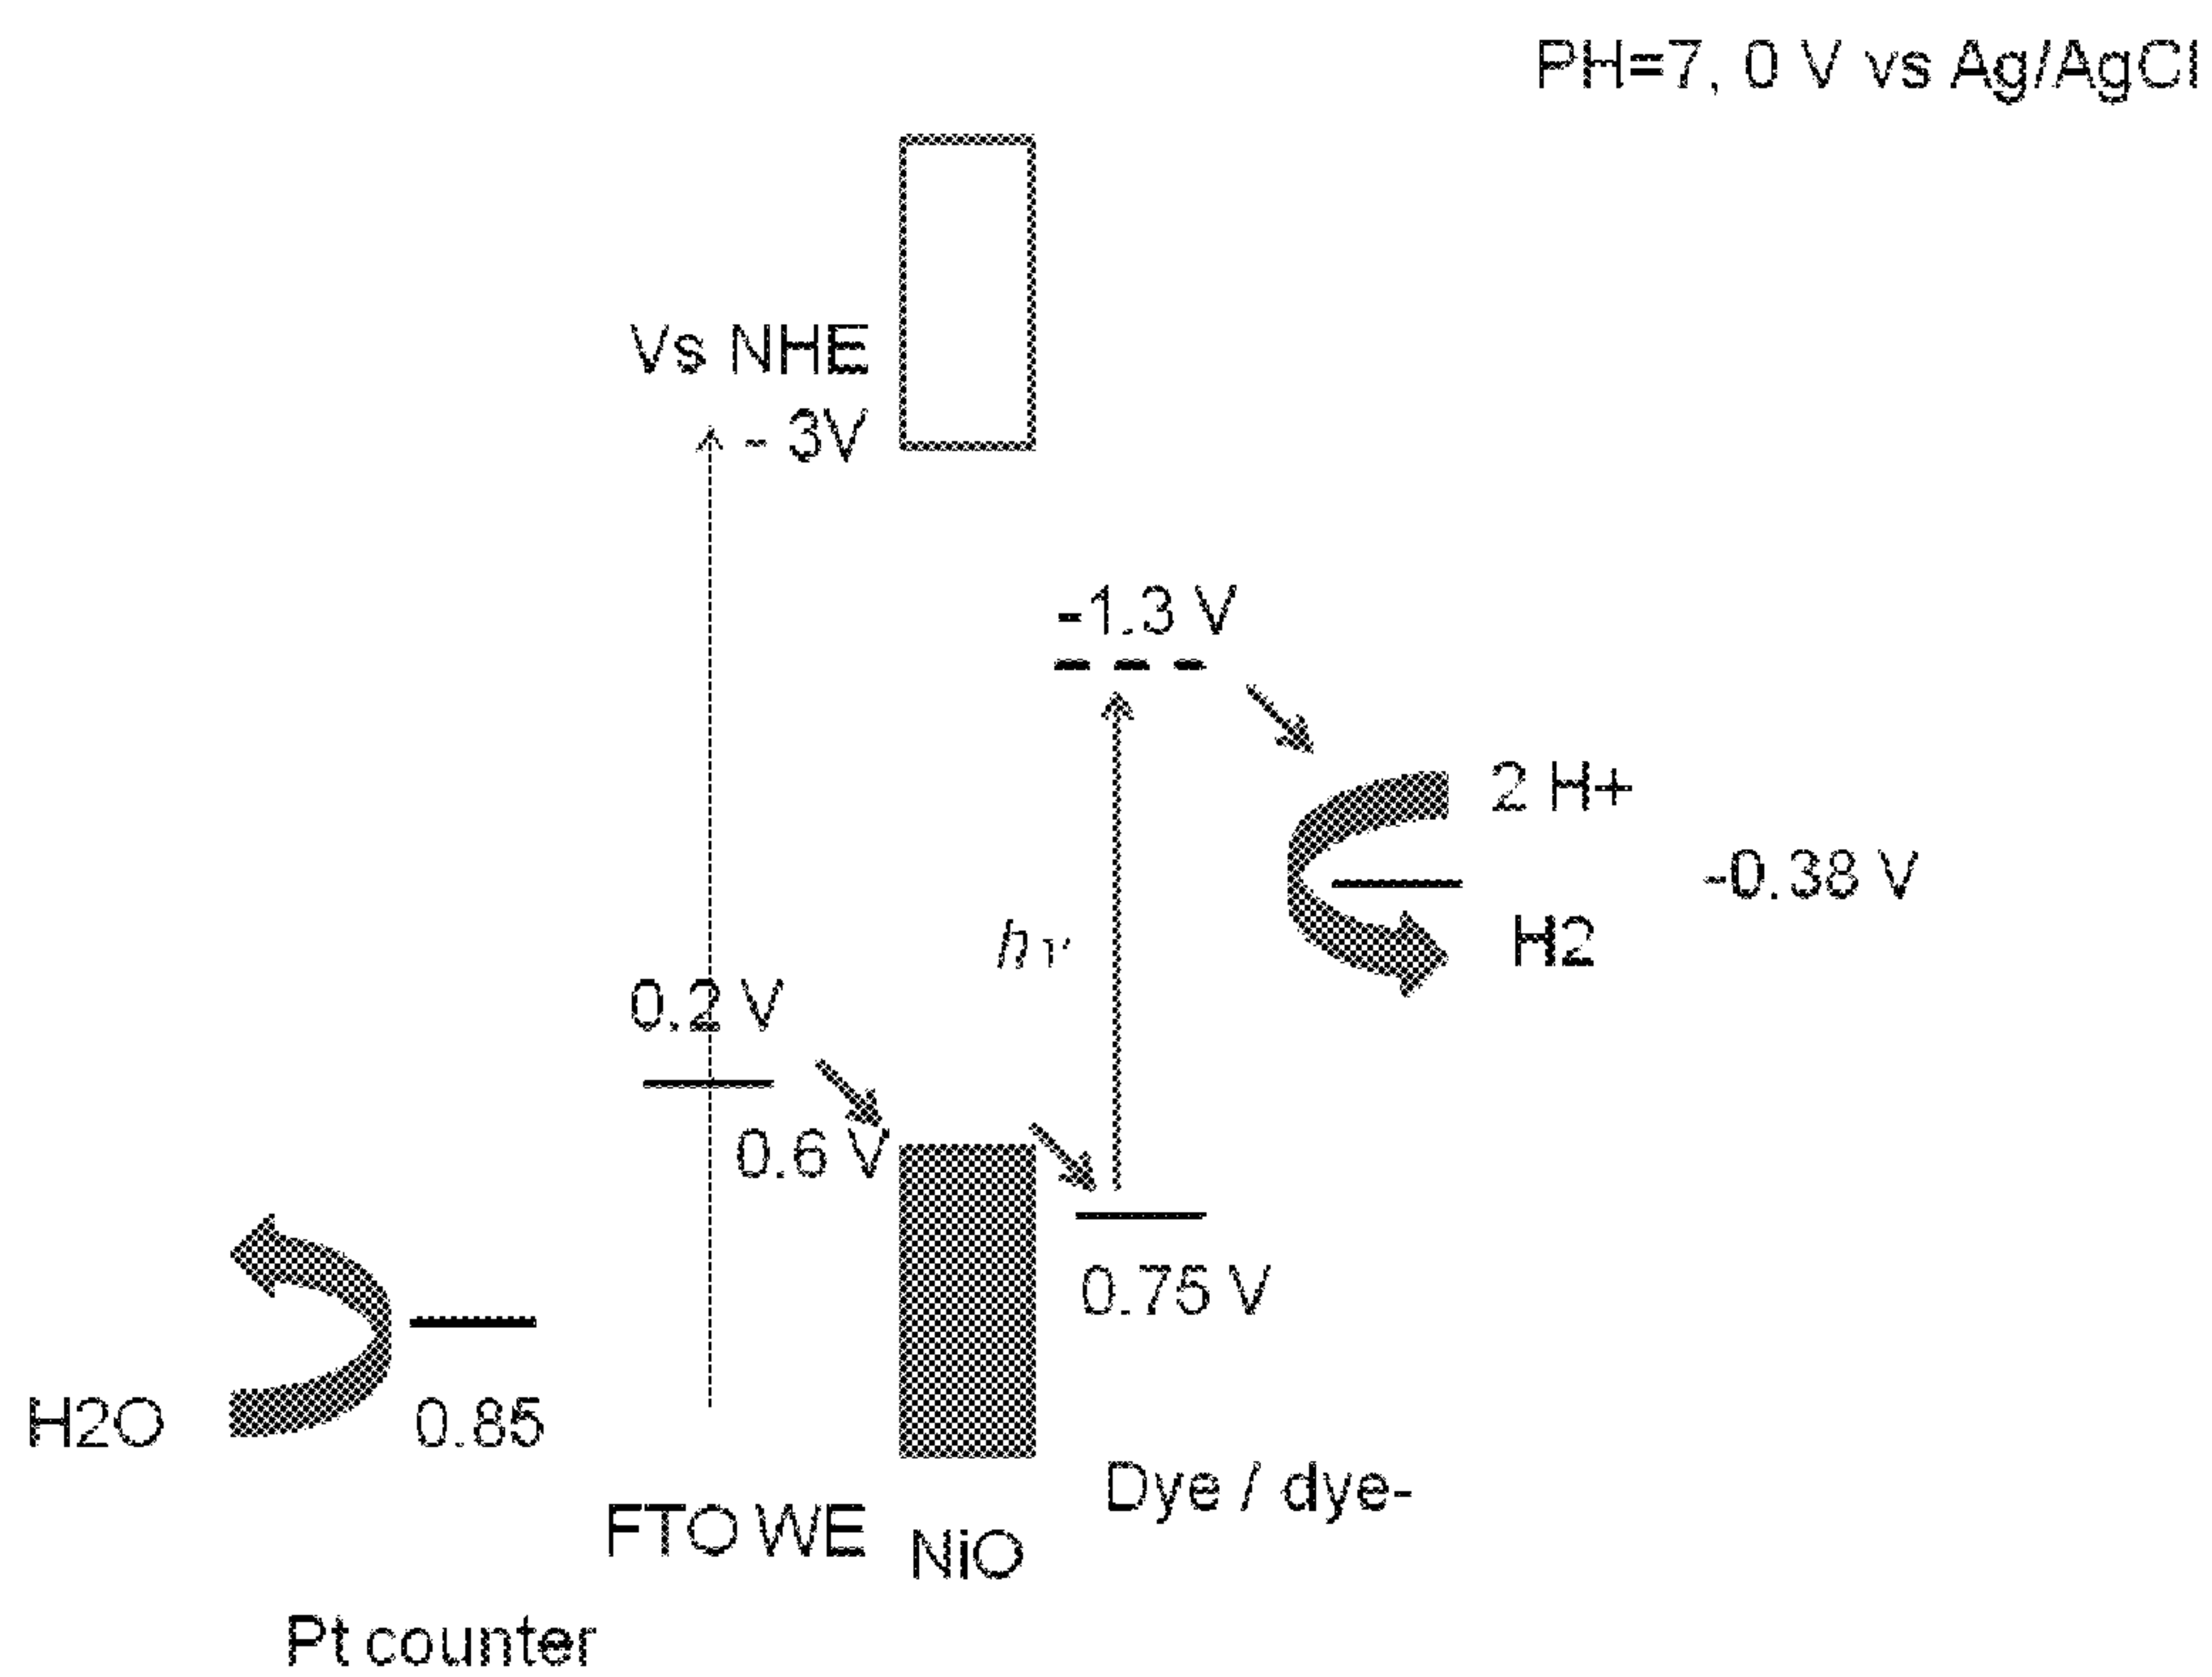 PH=7, 0 V vs Ag/AgCl
Vs NHE
- 3V
-1.3 V
2 H+
-0.38 V
H2
hν
0.2 V
0.6 V
0.75 V
H2O
0.85
Dye / dye-
FTO WE
NiO
Pt counter